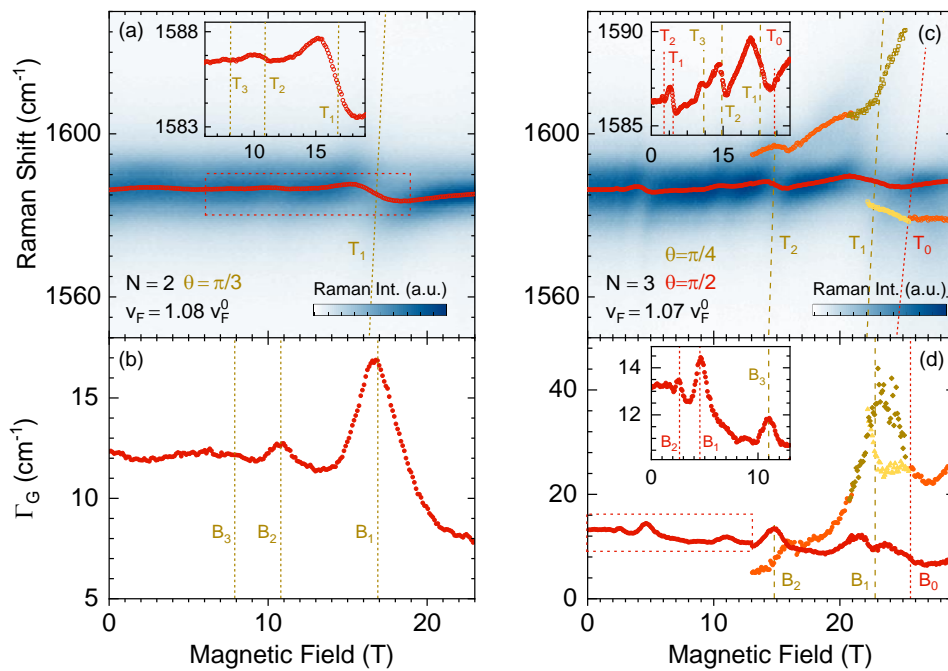 (a)
1588
1583
10
15
T3
T2
T1
Raman Shift (cm-1)
1600
1560
T1
N = 2 θ = π/3
vF = 1.08 vF0
Raman Int. (a.u.)
(b)
ΓG (cm-1)
15
10
5
B3
B2
B1
0
10
20
Magnetic Field (T)
(c)
1590
1585
0
15
T2
T1
T3
T2
T1
T0
1600
1560
T2
T1
T0
θ=π/4
N = 3 θ=π/2
vF = 1.07 vF0
Raman Int. (a.u.)
(d)
14
12
0
10
B2
B1
B3
40
20
0
B2
B1
B0
0
10
20
Magnetic Field (T)